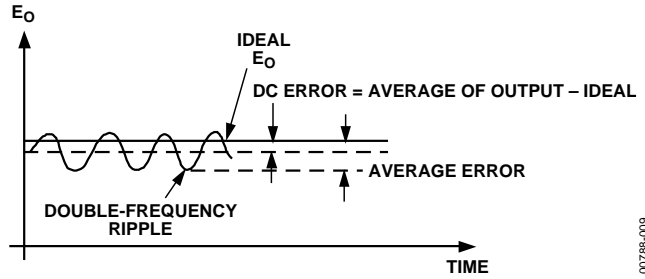 EO
IDEAL
EO
DC ERROR = AVERAGE OF OUTPUT – IDEAL
AVERAGE ERROR
DOUBLE-FREQUENCY
RIPPLE
TIME
00788-009